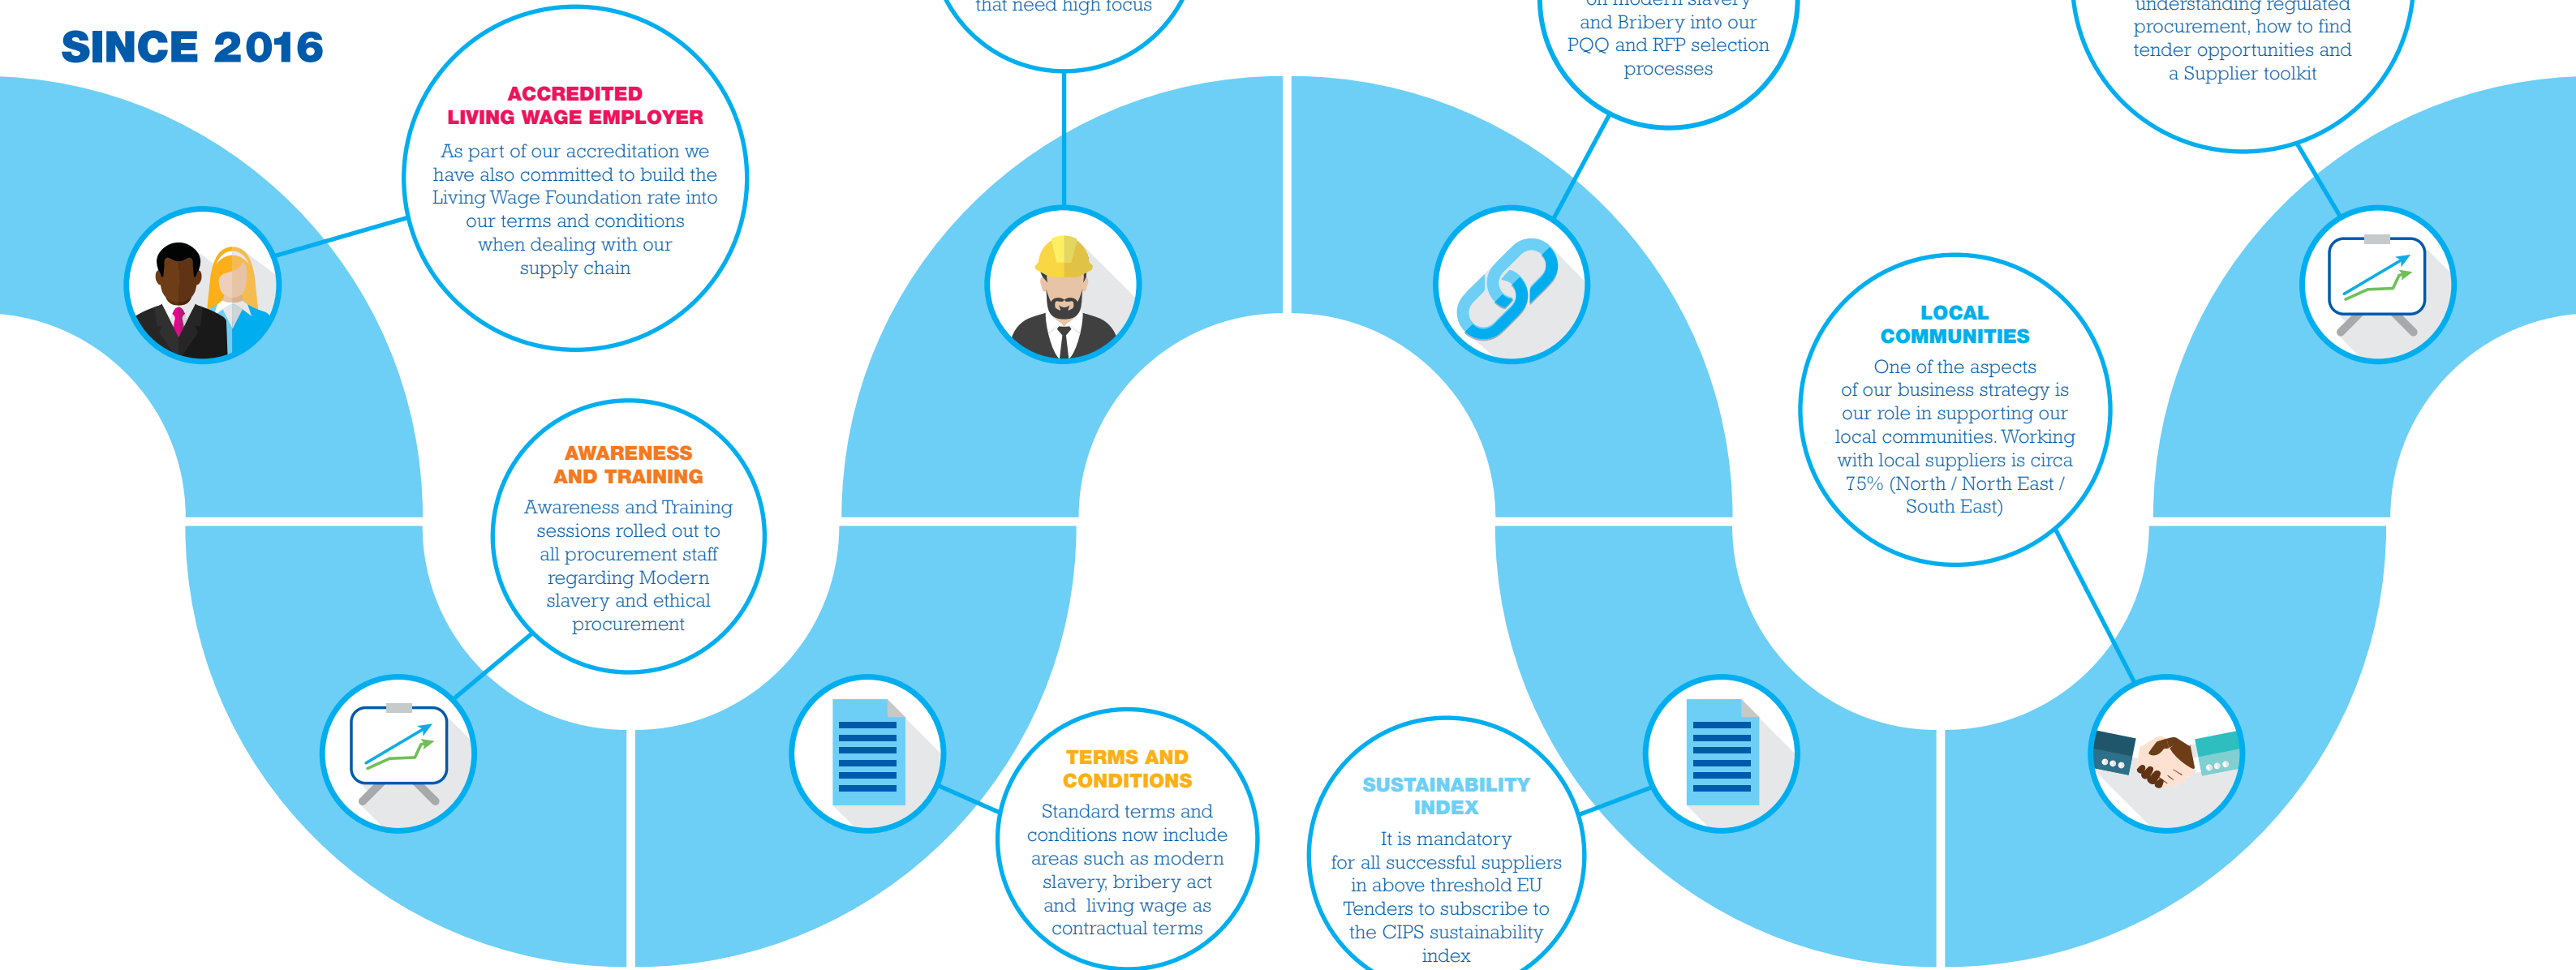 SINCE 2016
ACCREDITED
LIVING WAGE EMPLOYER
As part of our accreditation we
have also committed to build the
Living Wage Foundation rate into
our terms and conditions
when dealing with our
supply chain
AWARENESS
AND TRAINING
Awareness and Training
sessions rolled out to
all procurement staff
regarding Modern
slavery and ethical
procurement
TERMS AND
CONDITIONS
Standard terms and
conditions now include
areas such as modern
slavery, bribery act
and living wage as
contractual terms
that need high focus
on modern slavery
and Bribery into our
PQQ and RFP selection
processes
SUSTAINABILITY
INDEX
It is mandatory
for all successful suppliers
in above threshold EU
Tenders to subscribe to
the CIPS sustainability
index
LOCAL
COMMUNITIES
One of the aspects
of our business strategy is
our role in supporting our
local communities. Working
with local suppliers is circa
75% (North / North East /
South East)
understanding regulated
procurement, how to find
tender opportunities and
a Supplier toolkit